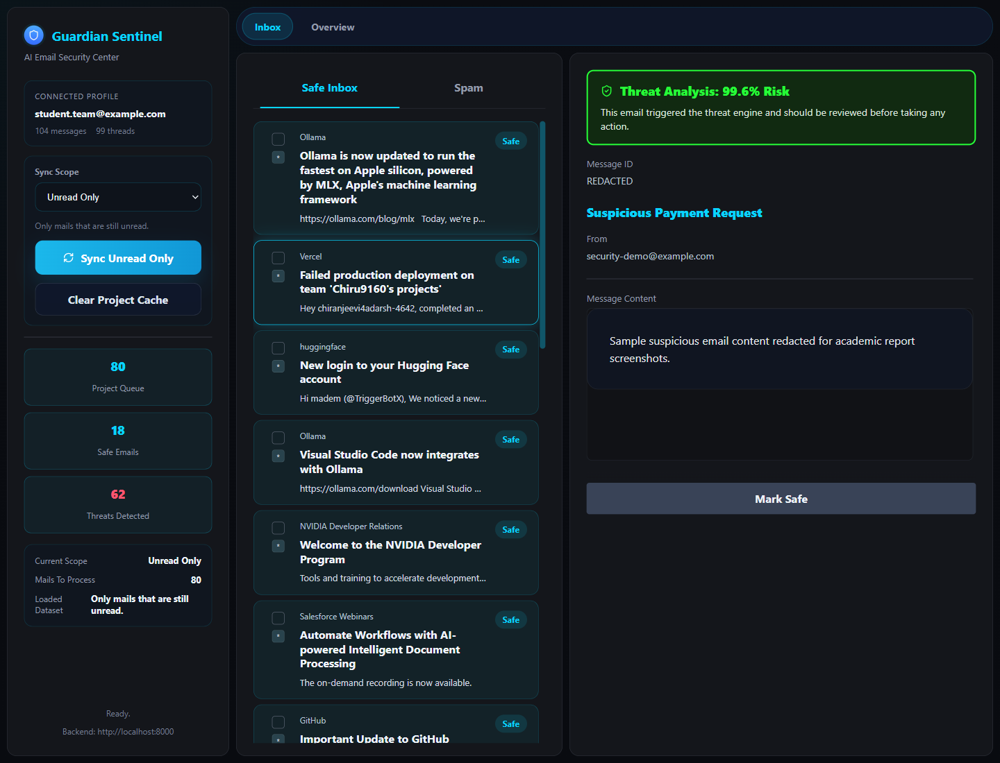 Guardian Sentinel
AI Email Security Center
CONNECTED PROFILE
student.team@example.com
104 messages 99 threads
Sync Scope
Unread Only
Only mails that are still unread.
Sync Unread Only
Clear Project Cache
80
Project Queue
18
Safe Emails
62
Threats Detected
Current Scope Unread Only
Mails To Process 80
Loaded Dataset Only mails that are still
unread.
Ready.
Backend: http://localhost:8000
Inbox Overview
Safe Inbox Spam
Ollama Safe
* Ollama is now updated to run the
fastest on Apple silicon, powered
by MLX, Apple's machine learning
framework
https://ollama.com/blog/mlx Today, we're p...
Vercel Safe
* Failed production deployment on
team 'Chiru9160's projects'
Hey chiranjeevi4adarsh-4642, completed an ...
huggingface Safe
* New login to your Hugging Face
account
Hi madem (@TriggerBotX), We noticed a new...
Ollama Safe
* Visual Studio Code now integrates
with Ollama
https://ollama.com/download Visual Studio ...
NVIDIA Developer Relations Safe
* Welcome to the NVIDIA Developer
Program
Tools and training to accelerate development...
Salesforce Webinars Safe
* Automate Workflows with AI-
powered Intelligent Document
Processing
The on-demand recording is now available.
GitHub Safe
* Important Update to GitHub
Threat Analysis: 99.6% Risk
This email triggered the threat engine and should be reviewed before taking any
action.
Message ID
REDACTED
Suspicious Payment Request
From
security-demo@example.com
Message Content
Sample suspicious email content redacted for academic report
screenshots.
Mark Safe